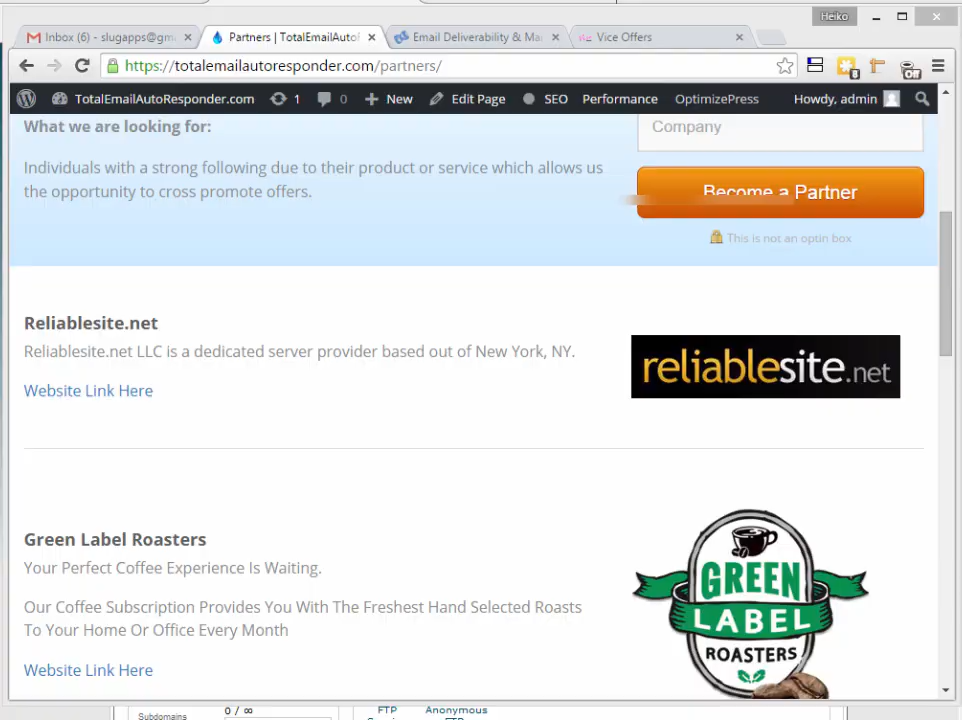 Heiko
Inbox (6) - slugapps@gm
Partners | TotalEmailAutoF
Email Deliverability & Ma
Vice Offers
https://totalemailautoresponder.com/partners/
TotalEmailAutoResponder.com
1
0
New
Edit Page
SEO
Performance
OptimizePress
Howdy, admin
What we are looking for:
Company
Individuals with a strong following due to their product or service which allows us
the opportunity to cross promote offers.
Become a Partner
This is not an optin box
Reliablesite.net
Reliablesite.net LLC is a dedicated server provider based out of New York, NY.
Website Link Here
reliablesite.net
Green Label Roasters
Your Perfect Coffee Experience Is Waiting.
Our Coffee Subscription Provides You With The Freshest Hand Selected Roasts
To Your Home Or Office Every Month
Website Link Here
GREEN
LABEL
ROASTERS
Subdomains
0 / ∞
FTP
Anonymous